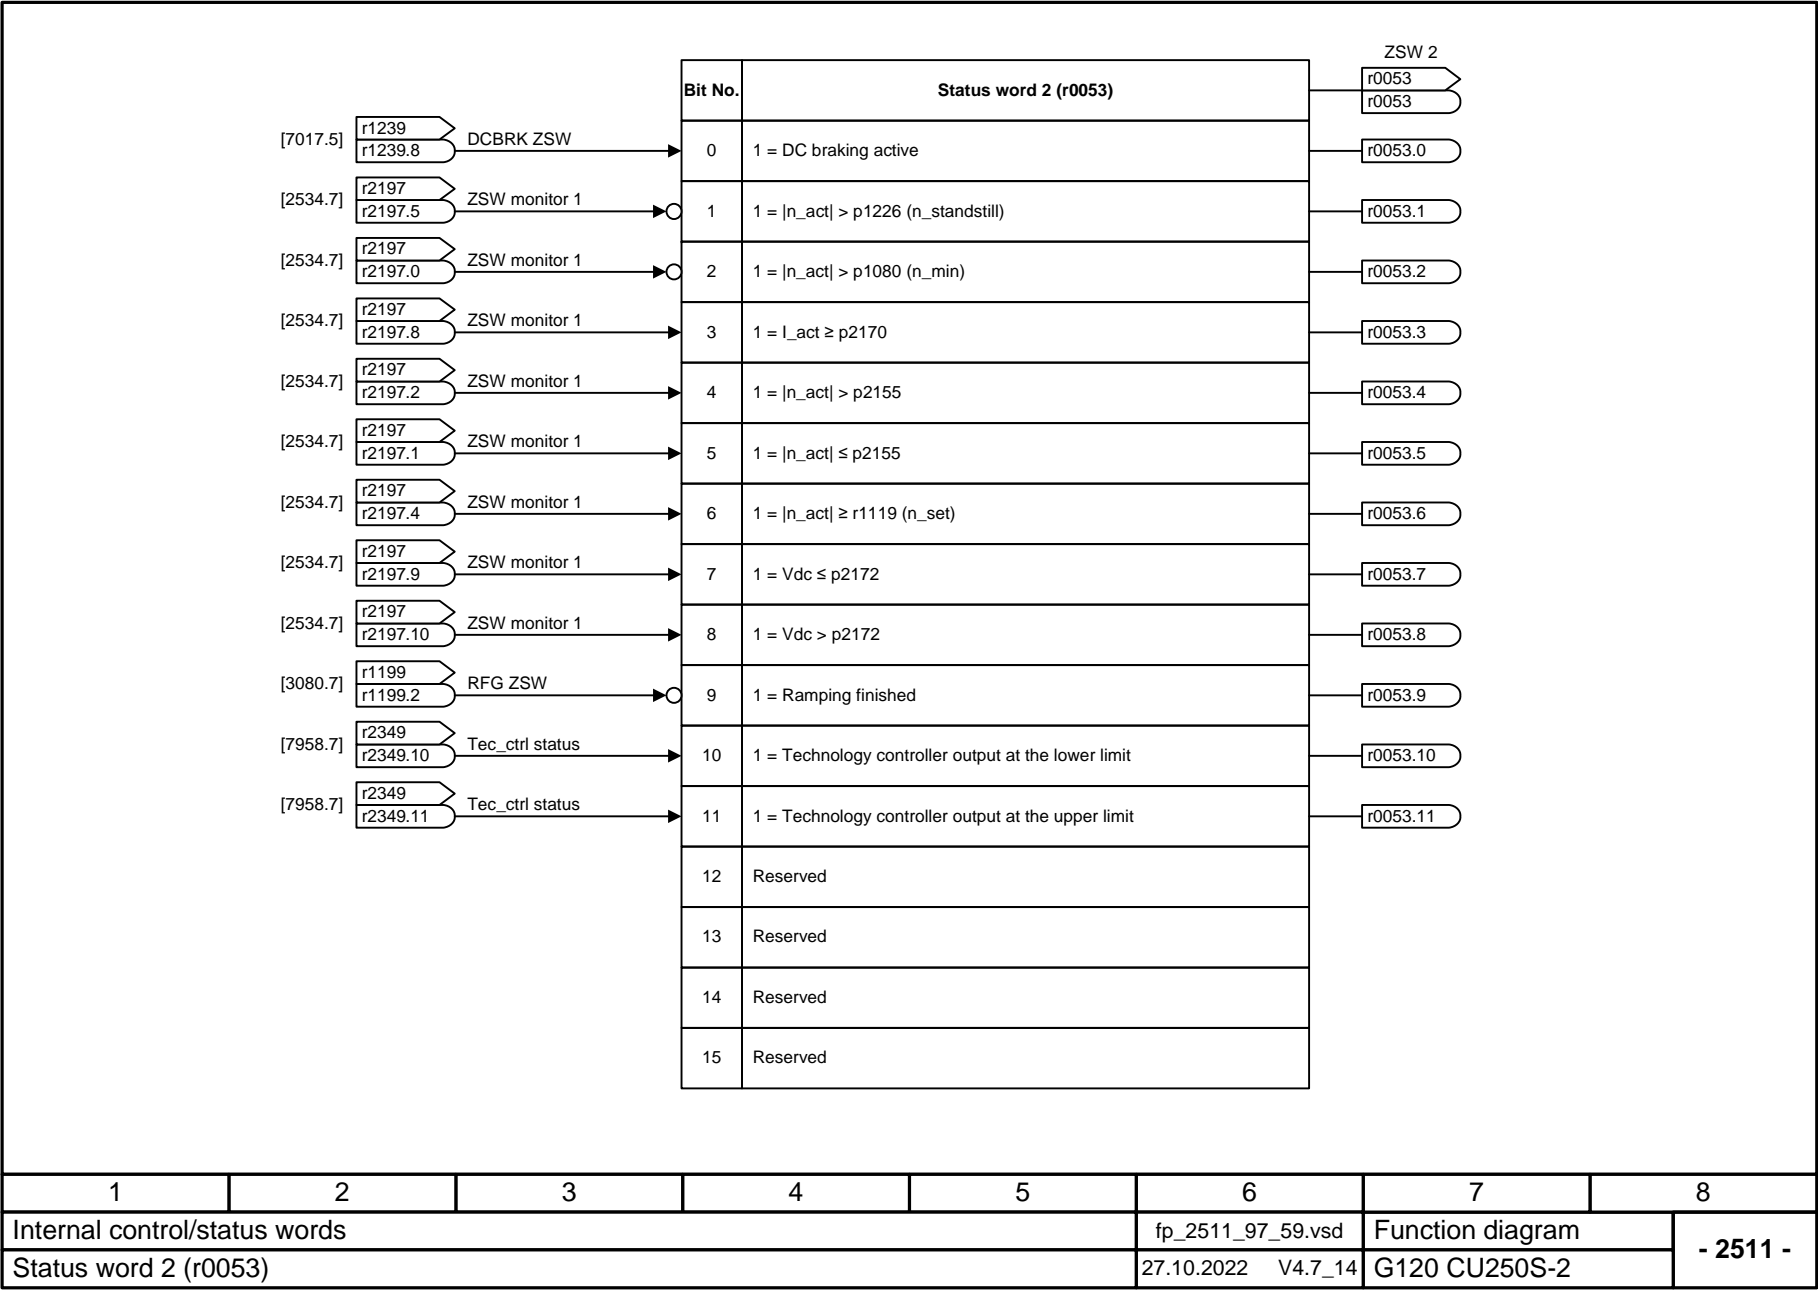 ZSW 2
Bit No. Status word 2 (r0053) r0053
r0053
[7017.5] r1239
r1239.8 DCBRK ZSW 0 1 = DC braking active r0053.0
[2534.7] r2197
r2197.5 ZSW monitor 1 1 1 = |n_act| > p1226 (n_standstill) r0053.1
[2534.7] r2197
r2197.0 ZSW monitor 1 2 1 = |n_act| > p1080 (n_min) r0053.2
[2534.7] r2197
r2197.8 ZSW monitor 1 3 1 = I_act ≥ p2170 r0053.3
[2534.7] r2197
r2197.2 ZSW monitor 1 4 1 = |n_act| > p2155 r0053.4
[2534.7] r2197
r2197.1 ZSW monitor 1 5 1 = |n_act| ≤ p2155 r0053.5
[2534.7] r2197
r2197.4 ZSW monitor 1 6 1 = |n_act| ≥ r1119 (n_set) r0053.6
[2534.7] r2197
r2197.9 ZSW monitor 1 7 1 = Vdc ≤ p2172 r0053.7
[2534.7] r2197
r2197.10 ZSW monitor 1 8 1 = Vdc > p2172 r0053.8
[3080.7] r1199
r1199.2 RFG ZSW 9 1 = Ramping finished r0053.9
[7958.7] r2349
r2349.10 Tec_ctrl status 10 1 = Technology controller output at the lower limit r0053.10
[7958.7] r2349
r2349.11 Tec_ctrl status 11 1 = Technology controller output at the upper limit r0053.11
12 Reserved
13 Reserved
14 Reserved
15 Reserved
1 2 3 4 5 6 7 8
Internal control/status words fp_2511_97_59.vsd Function diagram - 2511 -
Status word 2 (r0053) 27.10.2022 V4.7_14 G120 CU250S-2